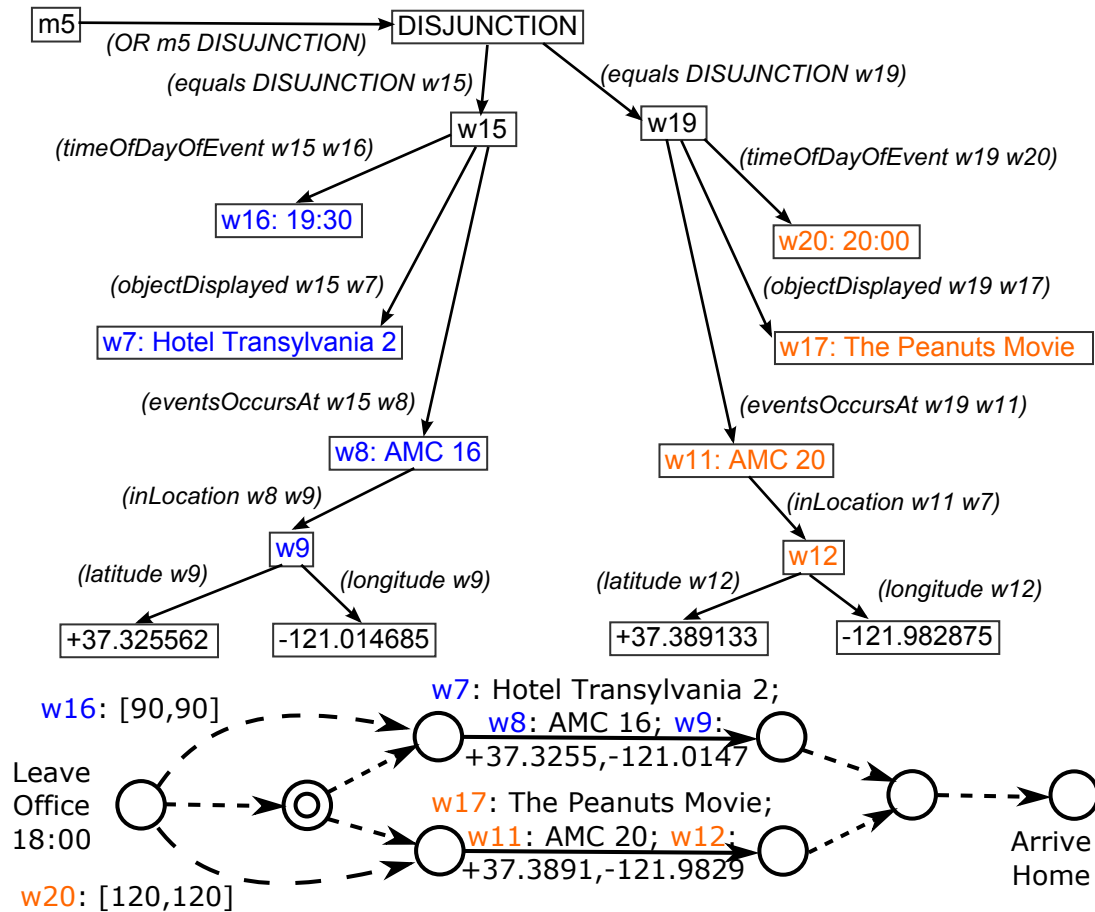 m5
DISJUNCTION
(OR m5 DISUJNCTION)
(equals DISUJNCTION w15)
(equals DISUJNCTION w19)
w15
w19
(timeOfDayOfEvent w15 w16)
(timeOfDayOfEvent w19 w20)
w16: 19:30
w20: 20:00
(objectDisplayed w15 w7)
(objectDisplayed w19 w17)
w7: Hotel Transylvania 2
w17: The Peanuts Movie
(eventsOccursAt w15 w8)
(eventsOccursAt w19 w11)
w8: AMC 16
w11: AMC 20
(inLocation w8 w9)
(inLocation w11 w7)
w9
w12
(latitude w9)
(longitude w9)
(latitude w12)
(longitude w12)
+37.325562
-121.014685
+37.389133
-121.982875
w16: [90,90]
w7: Hotel Transylvania 2;
w8: AMC 16; w9:
+37.3255,-121.0147
Leave
Office
18:00
w17: The Peanuts Movie;
w11: AMC 20; w12:
+37.3891,-121.9829
w20: [120,120]
Arrive
Home